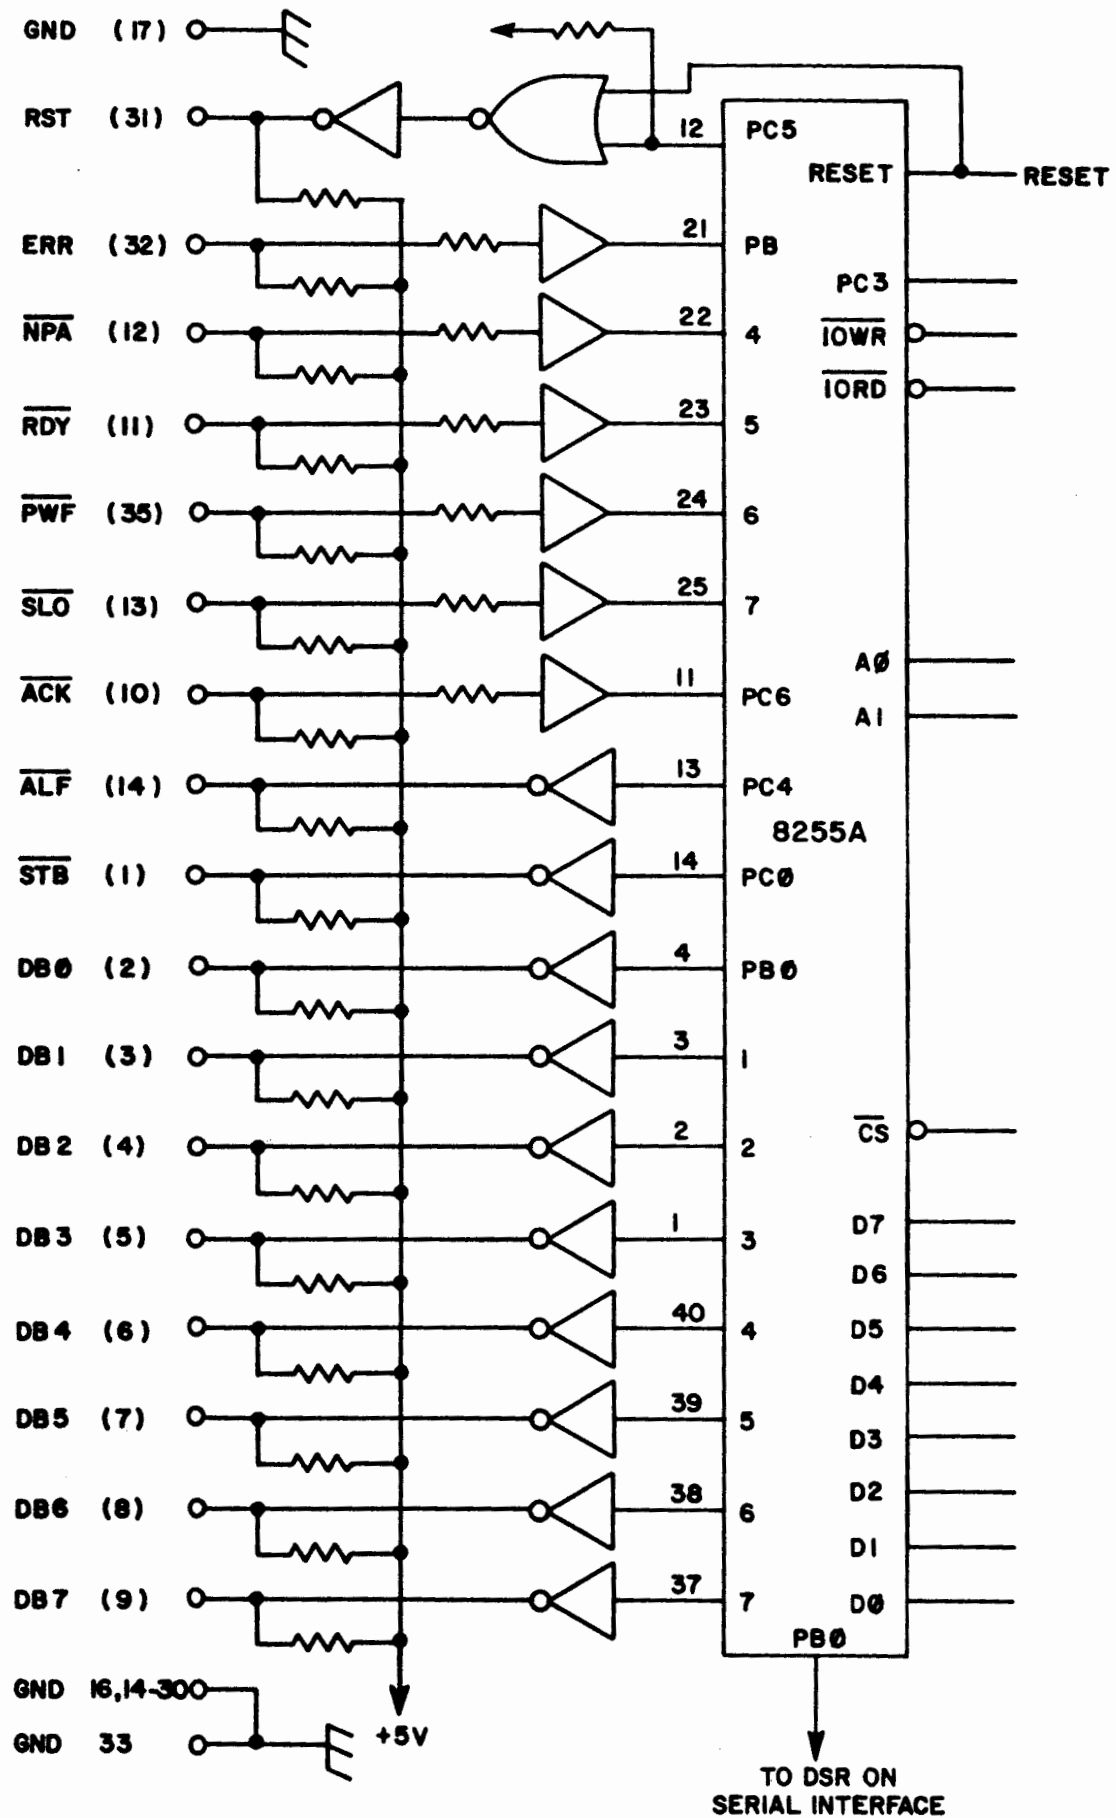 GND (17)
RST (31) 12 PC5
RESET RESET
ERR (32) 21 PB
PC3
NPA (12) 22 4 IOWR
IORD
RDY (11) 23 5
PWF (35) 24 6
SLO (13) 25 7
AØ
ACK (10) 11 PC6
A1
ALF (14) 13 PC4
8255A
STB (1) 14 PCØ
DBØ (2) 4 PBØ
DB1 (3) 3 1
CS
DB2 (4) 2 2
D7
DB3 (5) 1 3
D6
DB4 (6) 40 4 D5
D4
DB5 (7) 39 5
D3
D2
DB6 (8) 38 6
D1
DB7 (9) 37 7 DØ
PBØ
GND 16,14-30
GND 33 +5V
TO DSR ON
SERIAL INTERFACE